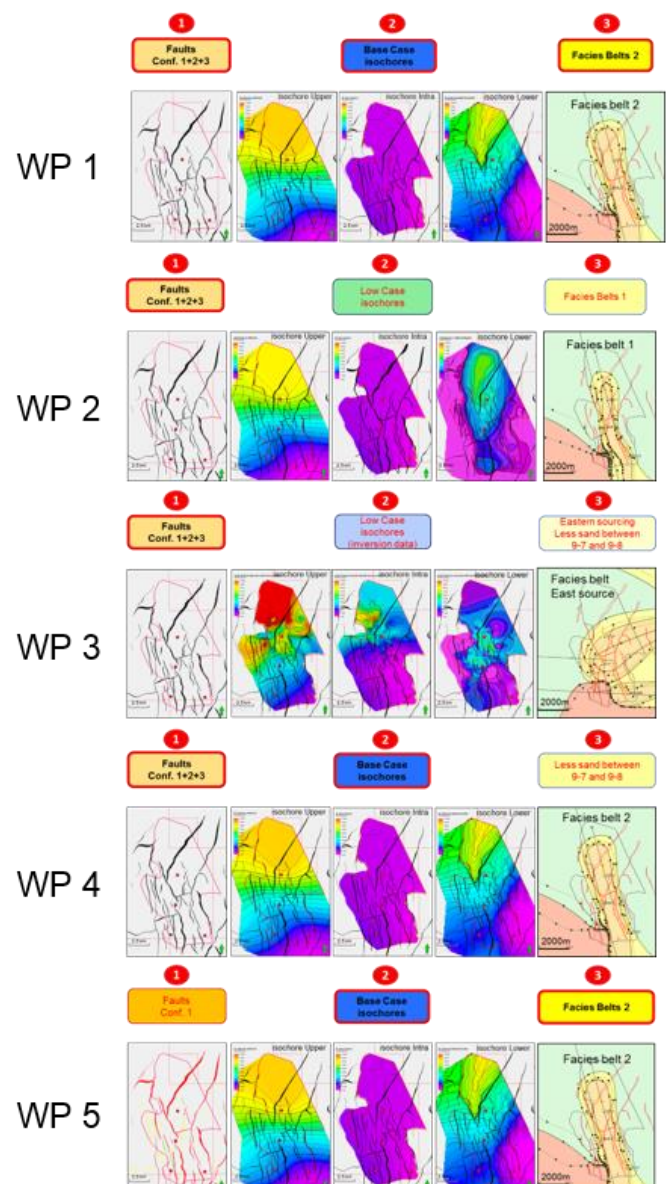 1
2
3
Faults
Conf. 1+2+3
Base Case
isochores
Facies Belts 2
WP 1
isochore Upper
isochore Intra
isochore Lower
Facies belt 2
2000m
1
2
3
Faults
Conf. 1+2+3
Low Case
isochores
Facies Belts 1
WP 2
isochore Upper
isochore Intra
isochore Lower
Facies belt 1
2000m
1
2
3
Faults
Conf. 1+2+3
Low Case
isochores
(inversion data)
Eastern sourcing
Less sand between
9-7 and 9-8
WP 3
isochore Upper
isochore Intra
isochore Lower
Facies belt
East source
2000m
1
2
3
Faults
Conf. 1+2+3
Base Case
isochores
Less sand between
9-7 and 9-8
WP 4
isochore Upper
isochore Intra
isochore Lower
Facies belt 2
2000m
1
2
3
Faults
Conf. 1
Base Case
isochores
Facies Belts 2
WP 5
isochore Upper
isochore Intra
isochore Lower
Facies belt 2
2000m